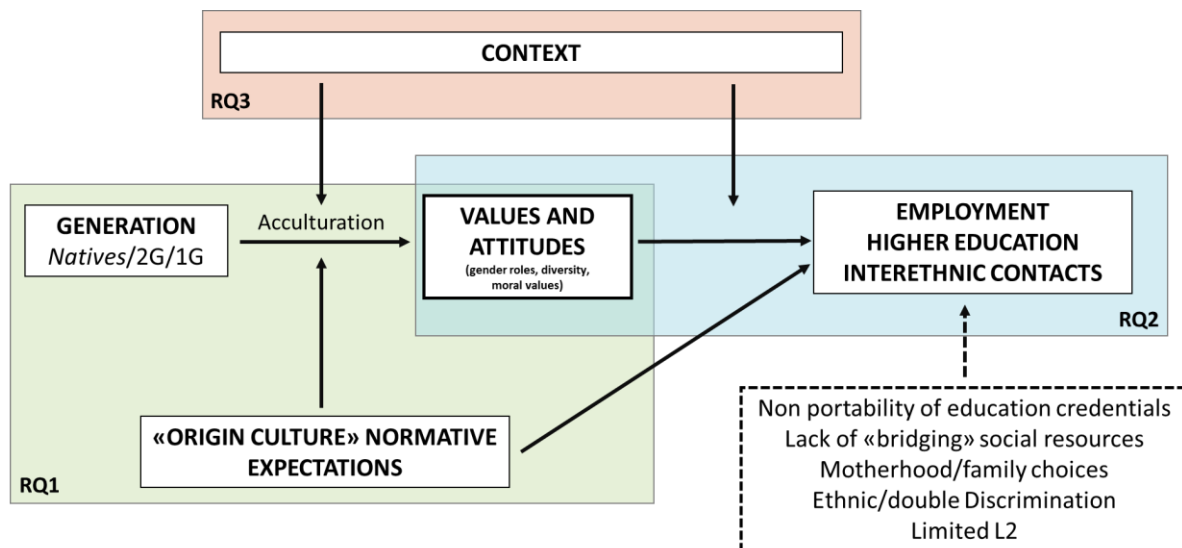 CONTEXT
RQ3
GENERATION
Natives/2G/1G
Acculturation
VALUES AND
ATTITUDES
(gender roles, diversity,
moral values)
EMPLOYMENT
HIGHER EDUCATION
INTERETHNIC CONTACTS
RQ2
«ORIGIN CULTURE» NORMATIVE
EXPECTATIONS
RQ1
Non portability of education credentials
Lack of «bridging» social resources
Motherhood/family choices
Ethnic/double Discrimination
Limited L2